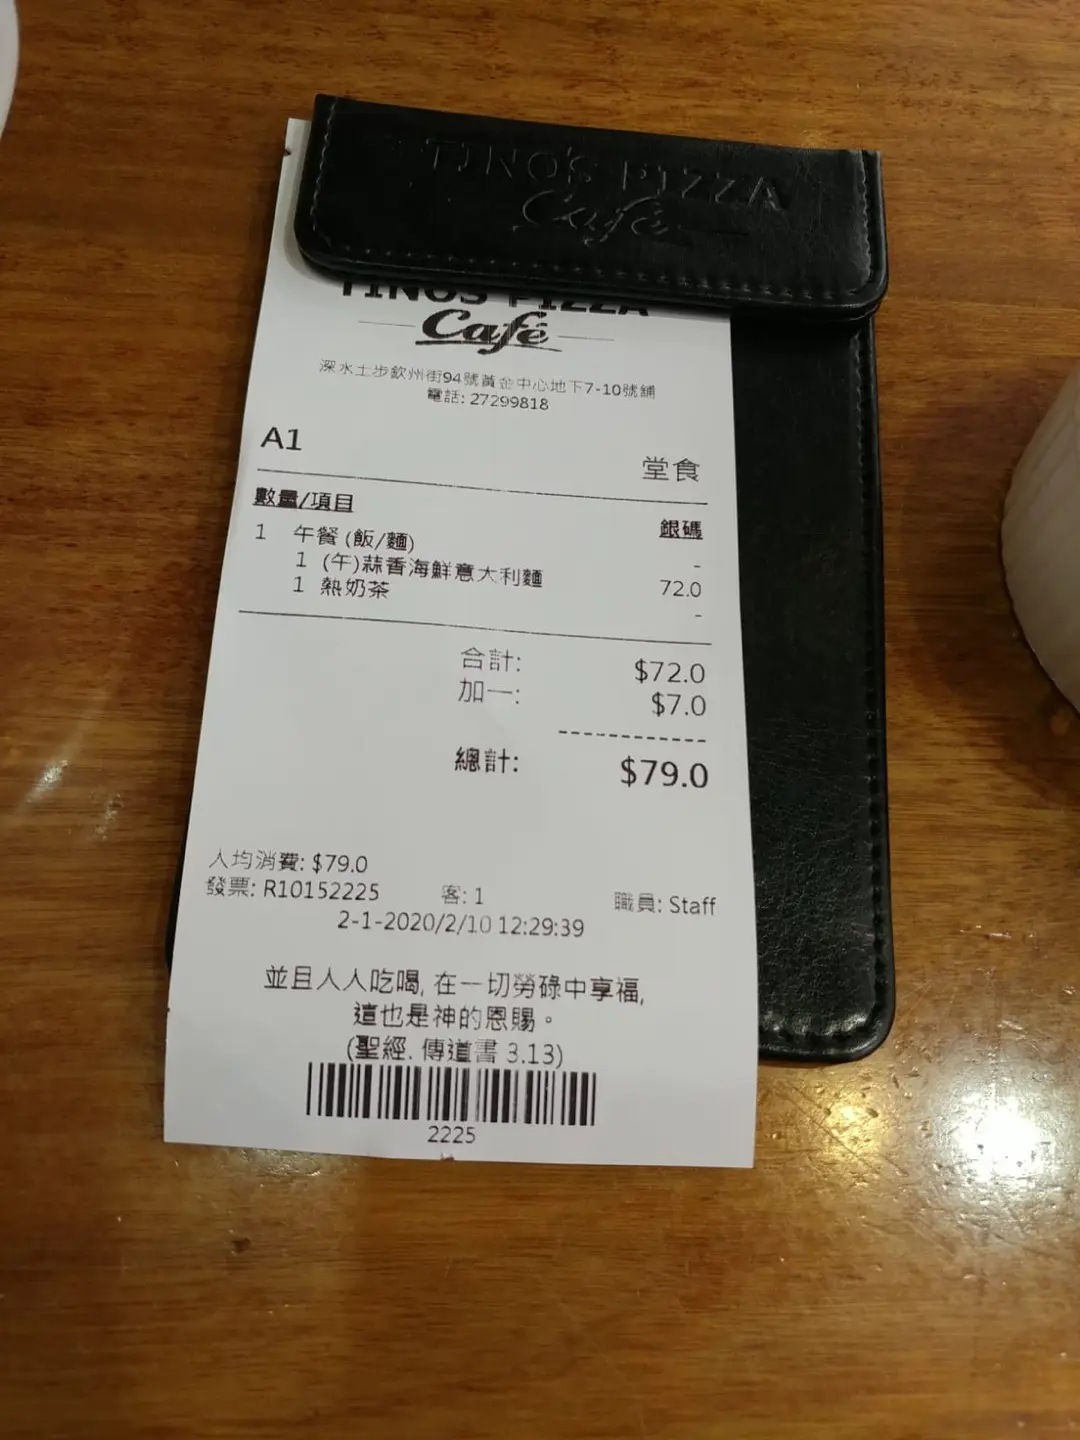 TINO'S PIZZA
Café
TINO'S PIZZA
Café
深水土步欽州街94號黃金中心地下7-10號舖
電話: 27299818
A1
堂食
數量/項目 銀碼
1 午餐 (飯/麵) -
1 (午)蒜香海鮮意大利麵 72.0
1 熱奶茶 -
合計: $72.0
加一: $7.0
------------
總計: $79.0
人均消費: $79.0
發票: R10152225 客: 1 職員: Staff
2-1-2020/2/10 12:29:39
並且人人吃喝, 在一切勞碌中享福,
這也是神的恩賜。
(聖經. 傳道書 3.13)
2225